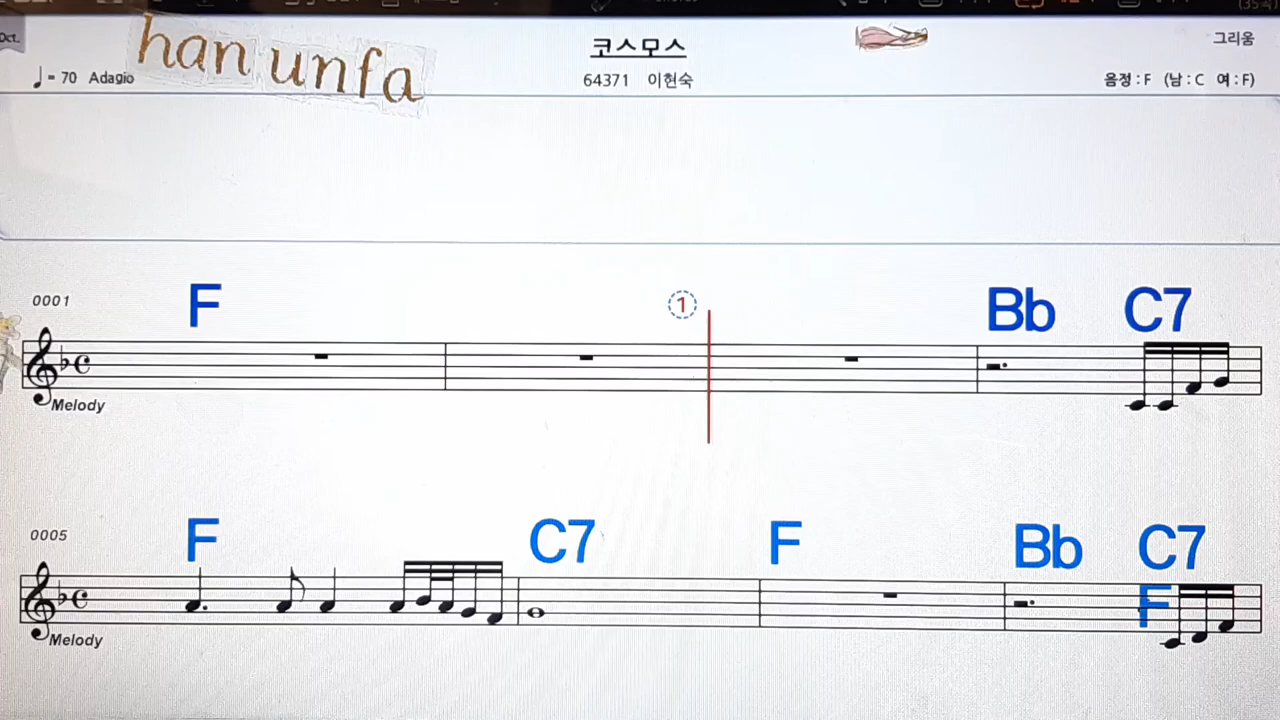 코스모스
그리움
Oct.
♩= 70 Adagio
han unfa
64371 이현숙
음정 : F (남 : C 여 : F)
0001
F
1
Bb
C7
Melody
0005
F
C7
F
Bb
C7
F
Melody